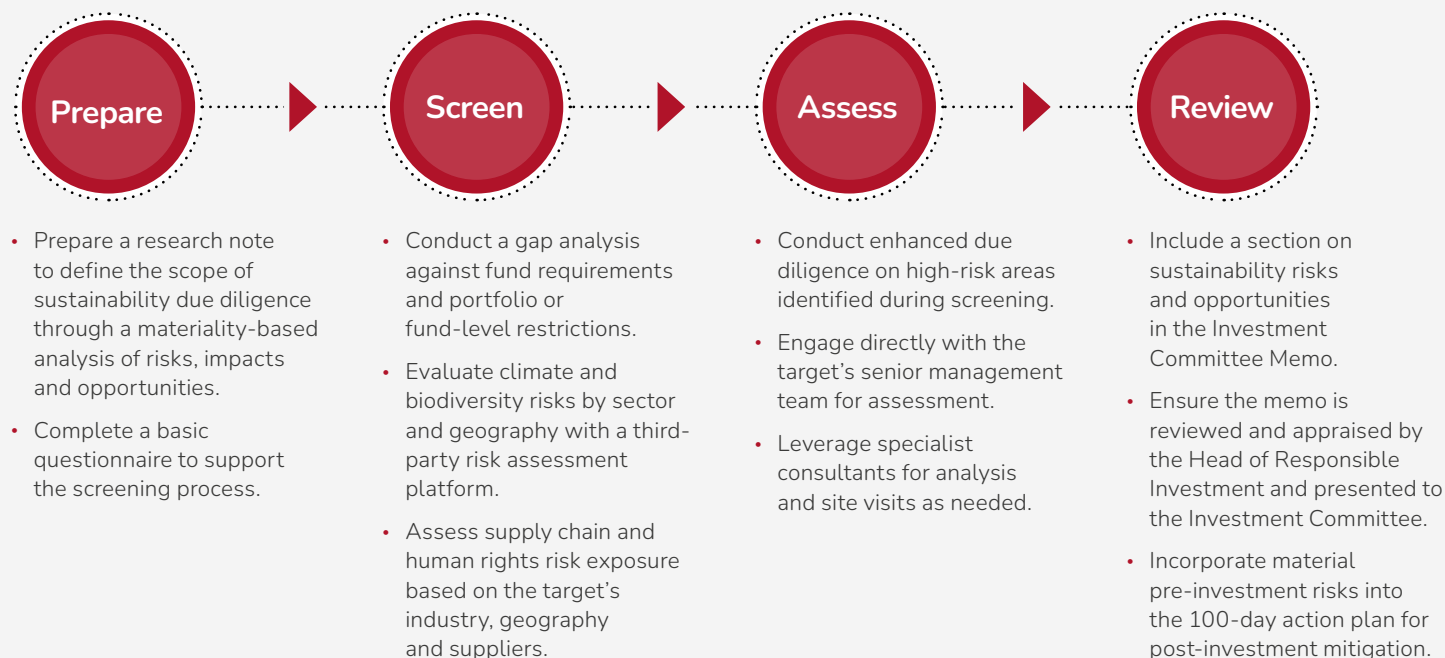 Prepare
Screen
Assess
Review
• Prepare a research note
to define the scope of
sustainability due diligence
through a materiality-based
analysis of risks, impacts
and opportunities.
• Complete a basic
questionnaire to support
the screening process.
• Conduct a gap analysis
against fund requirements
and portfolio or
fund-level restrictions.
• Evaluate climate and
biodiversity risks by sector
and geography with a third-
party risk assessment
platform.
• Assess supply chain and
human rights risk exposure
based on the target’s
industry, geography
and suppliers.
• Conduct enhanced due
diligence on high-risk areas
identified during screening.
• Engage directly with the
target’s senior management
team for assessment.
• Leverage specialist
consultants for analysis
and site visits as needed.
• Include a section on
sustainability risks
and opportunities
in the Investment
Committee Memo.
• Ensure the memo is
reviewed and appraised by
the Head of Responsible
Investment and presented to
the Investment Committee.
• Incorporate material
pre-investment risks into
the 100-day action plan for
post-investment mitigation.